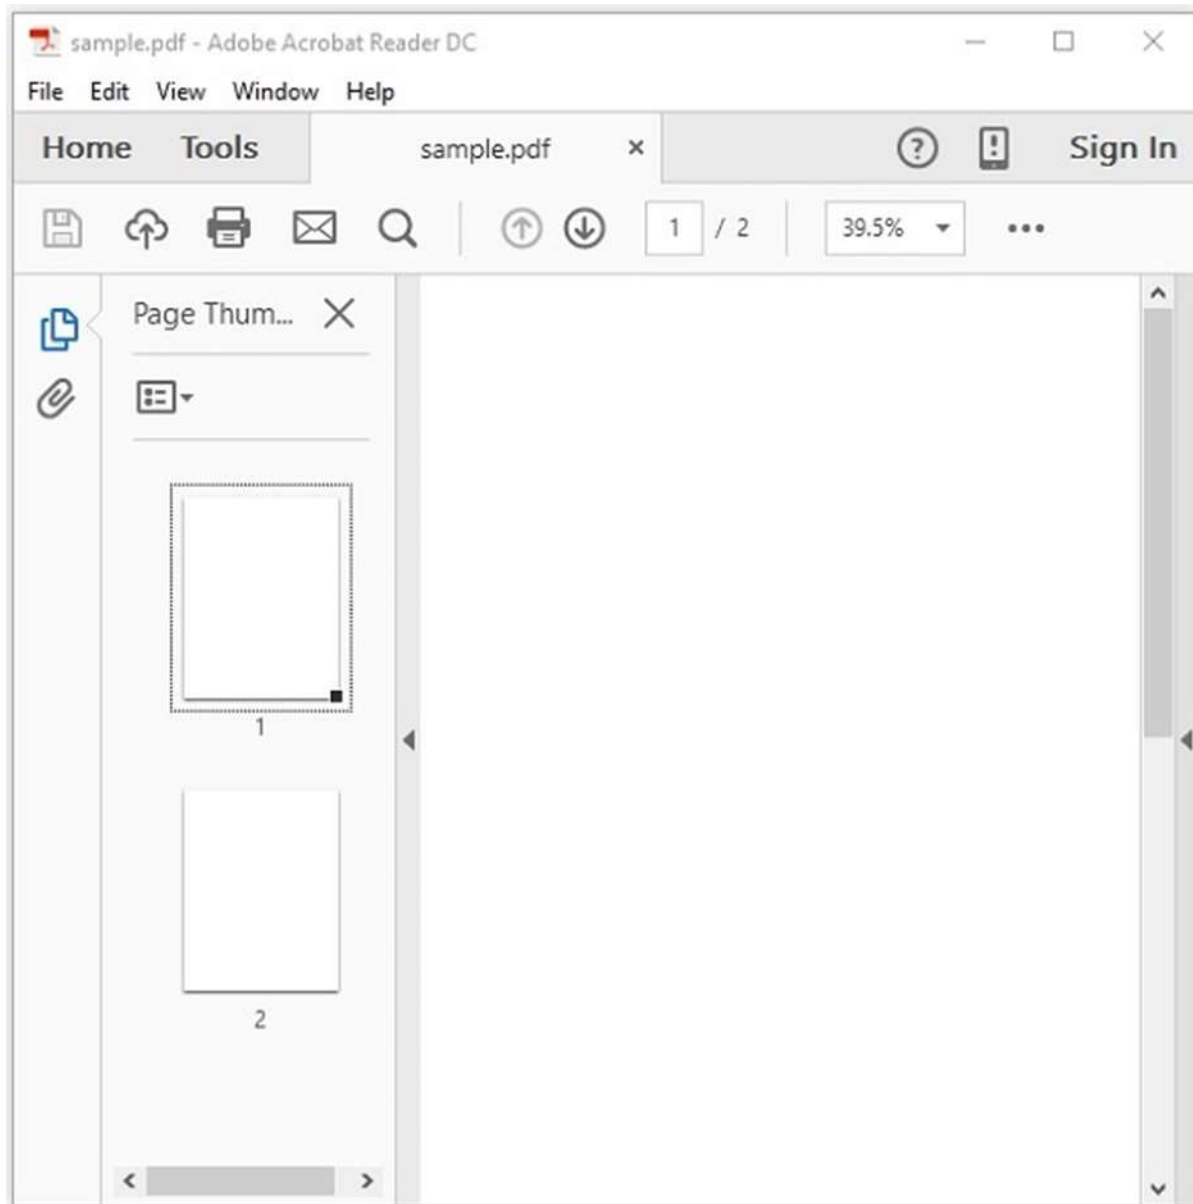 sample.pdf - Adobe Acrobat Reader DC
File Edit View Window Help
Home Tools sample.pdf × Sign In
1 / 2 39.5%
Page Thum...
1
2